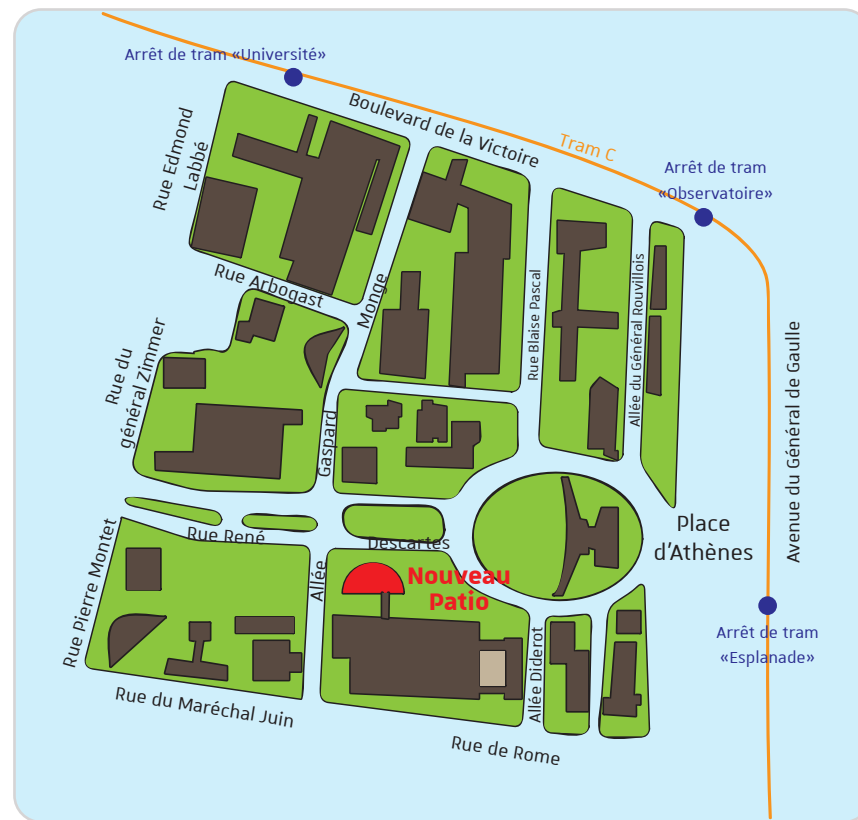 Arrêt de tram «Université»
Boulevard de la Victoire
Tram C
Arrêt de tram
«Observatoire»
Rue Edmond
Labbé
Rue Arbogast
Monge
Rue Blaise Pascal
Allée du Général Rouvillois
Avenue du Général de Gaulle
Rue du
général Zimmer
Gaspard
Place
d'Athènes
Rue René
Descartes
Allée
Nouveau
Patio
Rue Pierre Montet
Arrêt de tram
«Esplanade»
Allée Diderot
Rue du Maréchal Juin
Rue de Rome